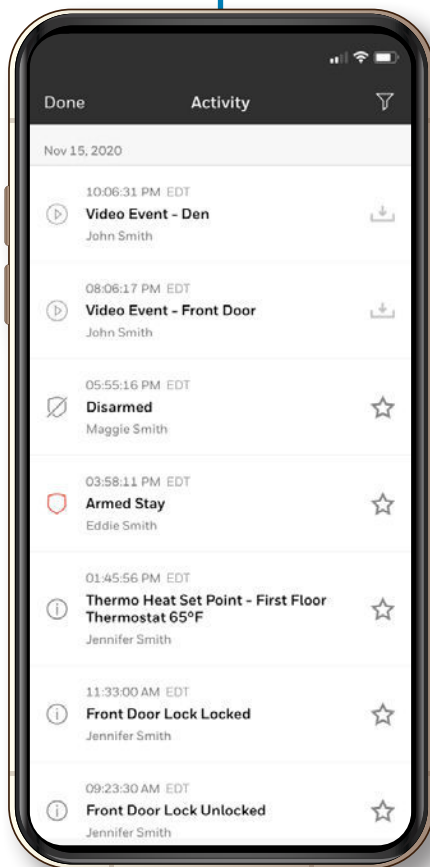 Done
Activity
Nov 15, 2020
10:06:31 PM EDT
Video Event - Den
John Smith
08:06:17 PM EDT
Video Event - Front Door
John Smith
05:55:16 PM EDT
Disarmed
Maggie Smith
03:58:11 PM EDT
Armed Stay
Eddie Smith
01:45:56 PM EDT
Thermo Heat Set Point - First Floor
Thermostat 65°F
Jennifer Smith
11:33:00 AM EDT
Front Door Lock Locked
Jennifer Smith
09:23:30 AM EDT
Front Door Lock Unlocked
Jennifer Smith